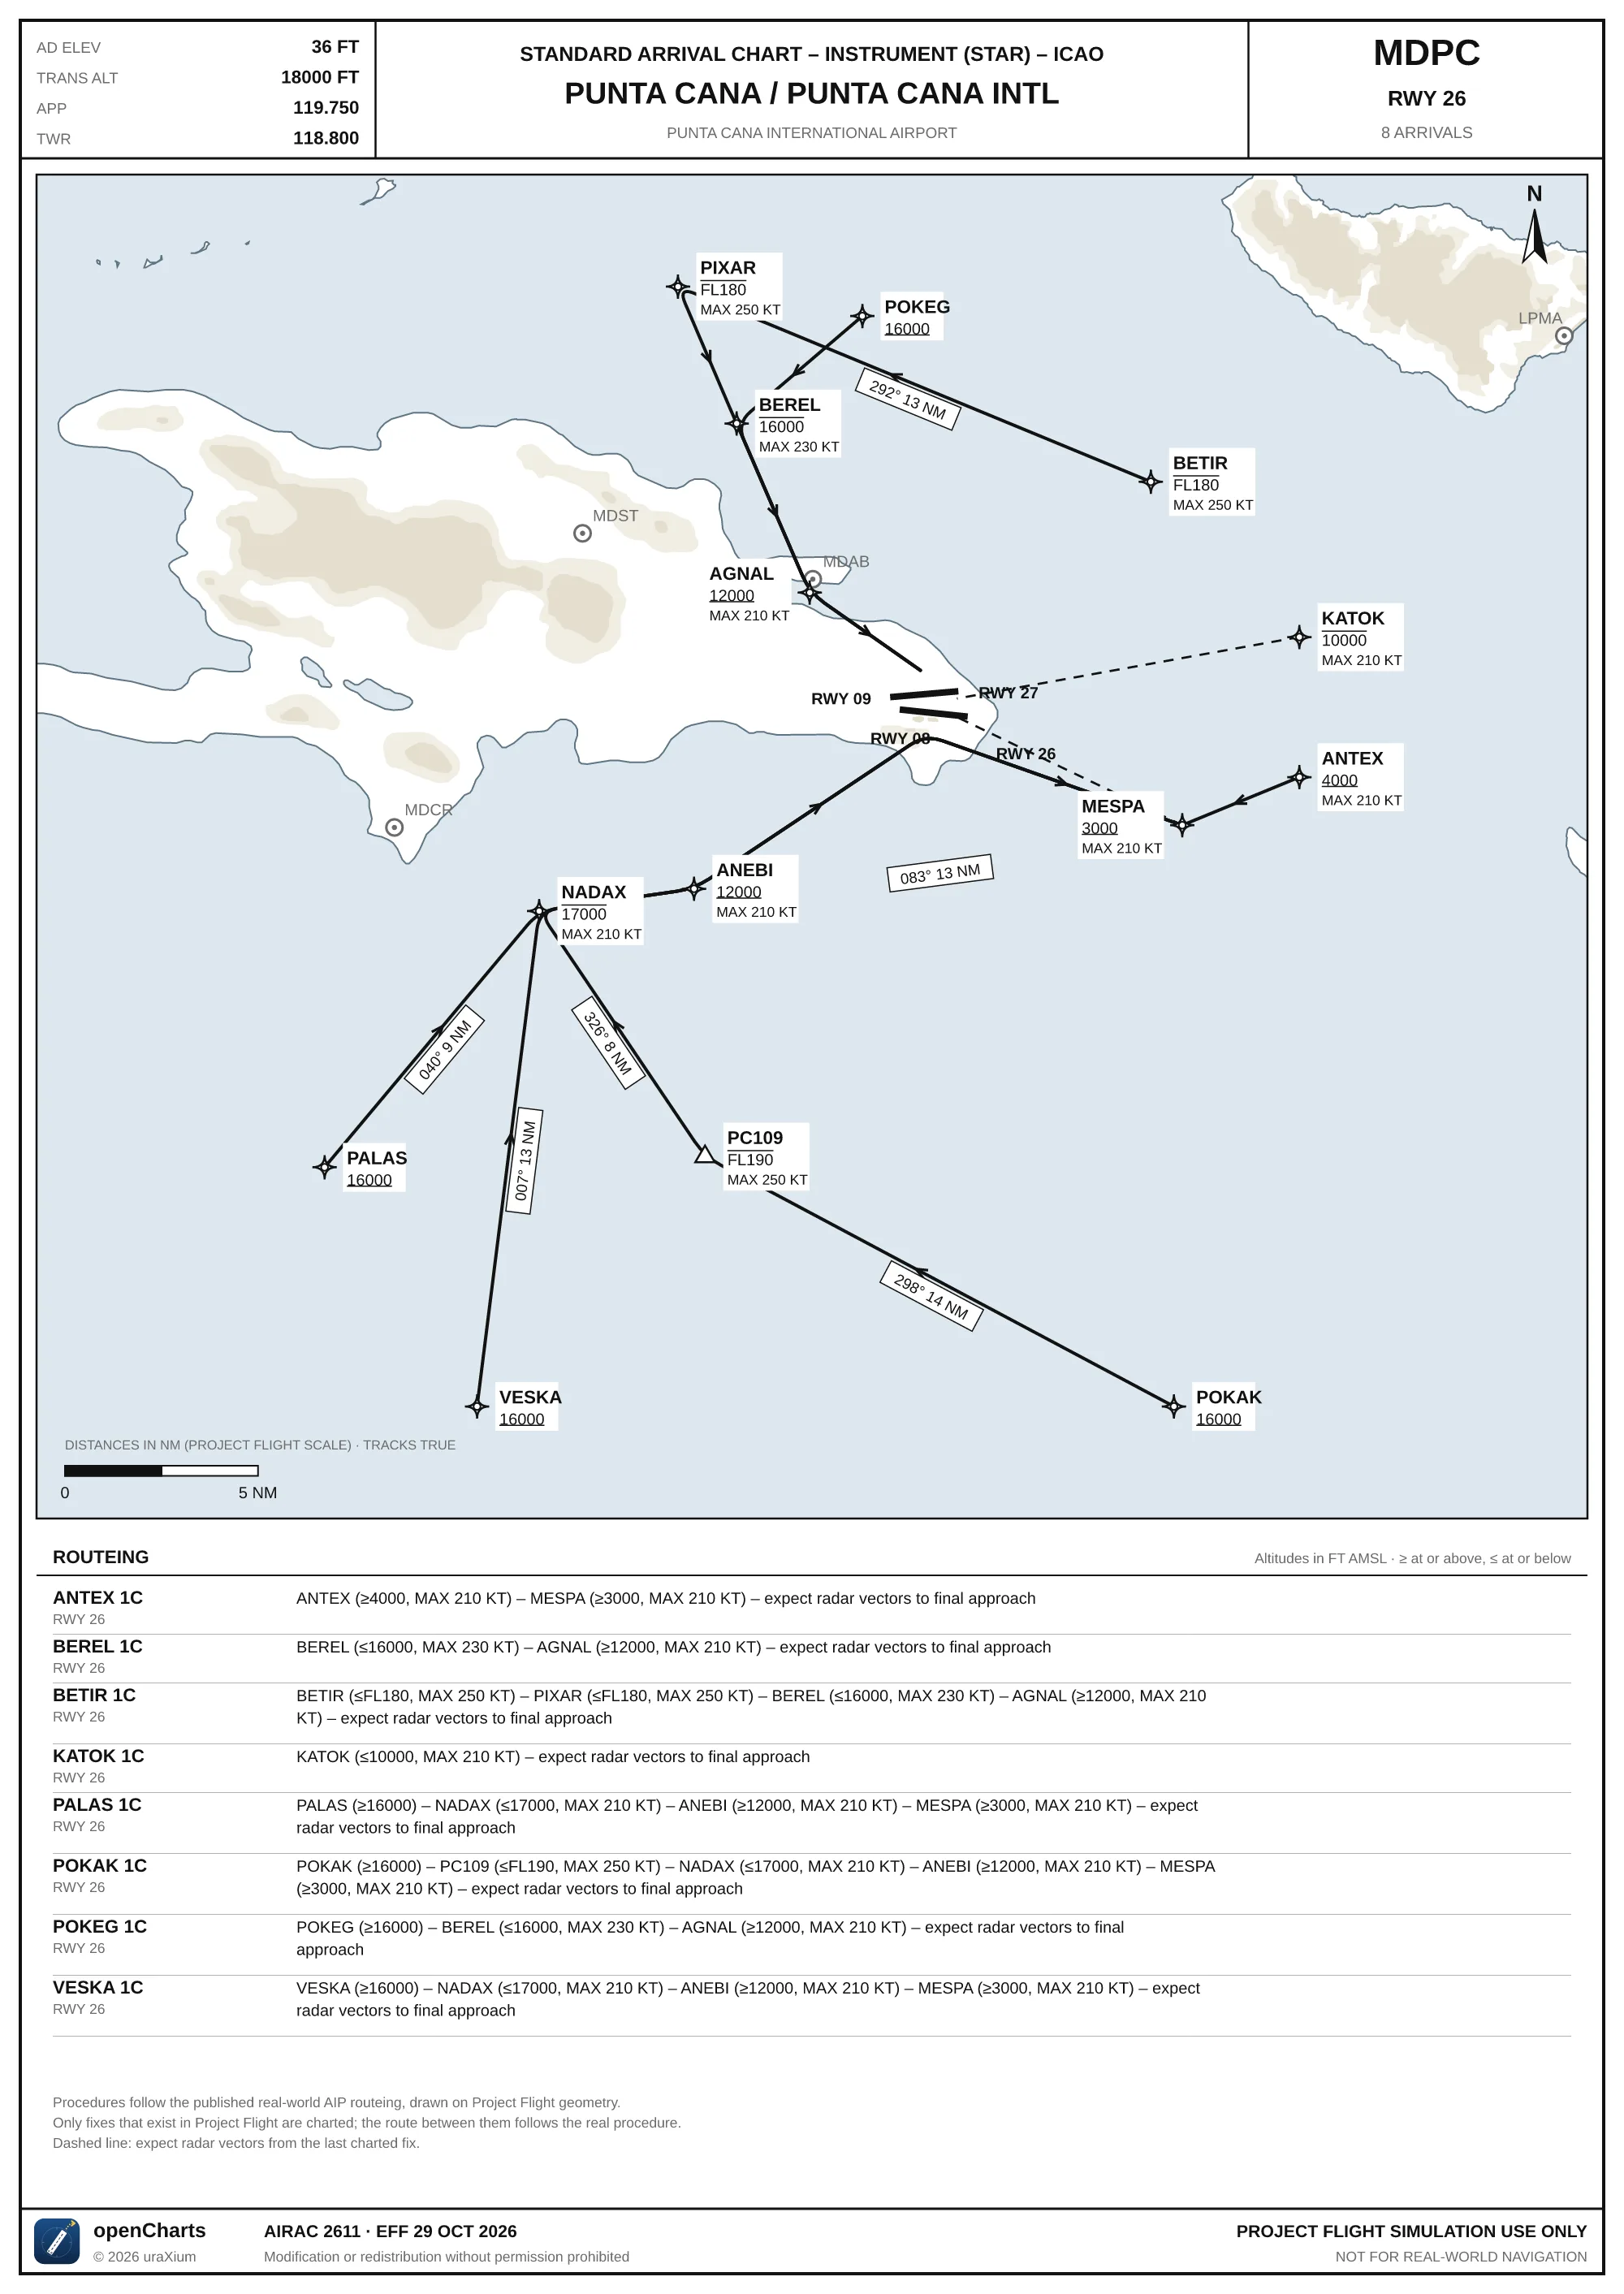 AD ELEV 36 FT
TRANS ALT 18000 FT
APP 119.750
TWR 118.800
STANDARD ARRIVAL CHART – INSTRUMENT (STAR) – ICAO
PUNTA CANA / PUNTA CANA INTL
PUNTA CANA INTERNATIONAL AIRPORT
MDPC
RWY 26
8 ARRIVALS
N
PIXAR
FL180
MAX 250 KT
POKEG
16000
LPMA
292° 13 NM
BEREL
16000
MAX 230 KT
BETIR
FL180
MAX 250 KT
MDST
MDAB
AGNAL
12000
MAX 210 KT
KATOK
10000
MAX 210 KT
RWY 09
RWY 27
RWY 08
RWY 26
ANTEX
4000
MAX 210 KT
MESPA
3000
MAX 210 KT
MDCR
ANEBI
12000
MAX 210 KT
083° 13 NM
NADAX
17000
MAX 210 KT
040° 9 NM
326° 8 NM
007° 13 NM
PC109
FL190
MAX 250 KT
PALAS
16000
298° 14 NM
VESKA
16000
POKAK
16000
DISTANCES IN NM (PROJECT FLIGHT SCALE) · TRACKS TRUE
0 5 NM
ROUTEING
Altitudes in FT AMSL · ≥ at or above, ≤ at or below
ANTEX 1C
RWY 26
ANTEX (≥4000, MAX 210 KT) – MESPA (≥3000, MAX 210 KT) – expect radar vectors to final approach
BEREL 1C
RWY 26
BEREL (≤16000, MAX 230 KT) – AGNAL (≥12000, MAX 210 KT) – expect radar vectors to final approach
BETIR 1C
RWY 26
BETIR (≤FL180, MAX 250 KT) – PIXAR (≤FL180, MAX 250 KT) – BEREL (≤16000, MAX 230 KT) – AGNAL (≥12000, MAX 210
KT) – expect radar vectors to final approach
KATOK 1C
RWY 26
KATOK (≤10000, MAX 210 KT) – expect radar vectors to final approach
PALAS 1C
RWY 26
PALAS (≥16000) – NADAX (≤17000, MAX 210 KT) – ANEBI (≥12000, MAX 210 KT) – MESPA (≥3000, MAX 210 KT) – expect
radar vectors to final approach
POKAK 1C
RWY 26
POKAK (≥16000) – PC109 (≤FL190, MAX 250 KT) – NADAX (≤17000, MAX 210 KT) – ANEBI (≥12000, MAX 210 KT) – MESPA
(≥3000, MAX 210 KT) – expect radar vectors to final approach
POKEG 1C
RWY 26
POKEG (≥16000) – BEREL (≤16000, MAX 230 KT) – AGNAL (≥12000, MAX 210 KT) – expect radar vectors to final
approach
VESKA 1C
RWY 26
VESKA (≥16000) – NADAX (≤17000, MAX 210 KT) – ANEBI (≥12000, MAX 210 KT) – MESPA (≥3000, MAX 210 KT) – expect
radar vectors to final approach
Procedures follow the published real-world AIP routeing, drawn on Project Flight geometry.
Only fixes that exist in Project Flight are charted; the route between them follows the real procedure.
Dashed line: expect radar vectors from the last charted fix.
openCharts
© 2026 uraXium
AIRAC 2611 · EFF 29 OCT 2026
Modification or redistribution without permission prohibited
PROJECT FLIGHT SIMULATION USE ONLY
NOT FOR REAL-WORLD NAVIGATION